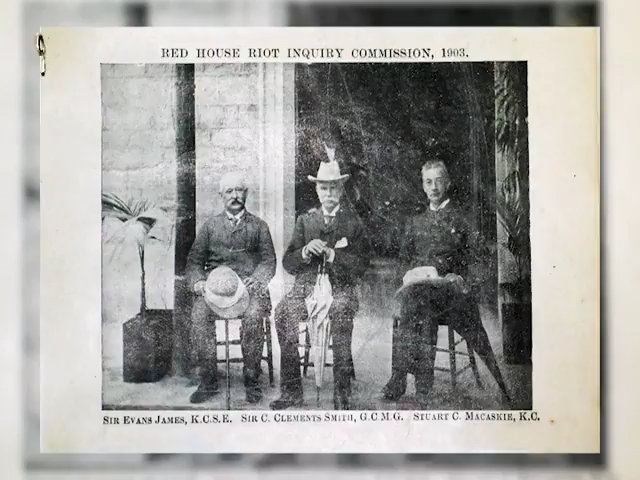 RED HOUSE RIOT INQUIRY COMMISSION, 1903.
SIR EVANS JAMES, K.C.S.E. SIR C. CLEMENTS SMITH, G.C.M.G. STUART C. MACASKIE, K.C.